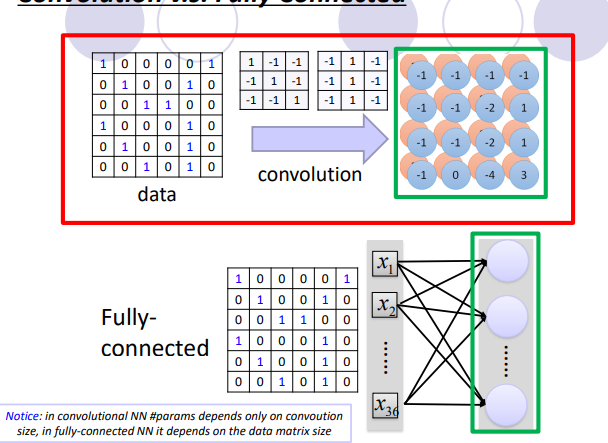 Convolution v.s. Fully Connected
1 0 0 0 0 1
0 1 0 0 1 0
0 0 1 1 0 0
1 0 0 0 1 0
0 1 0 0 1 0
0 0 1 0 1 0
data
1 -1 -1
-1 1 -1
-1 -1 1
-1 1 -1
-1 1 -1
-1 1 -1
convolution
-1 -1 -1 -1
-1 -1 -2 1
-1 -1 -2 1
-1 0 -4 3
Fully-
connected
1 0 0 0 0 1
0 1 0 0 1 0
0 0 1 1 0 0
1 0 0 0 1 0
0 1 0 0 1 0
0 0 1 0 1 0
x1
x2
x36
Notice: in convolutional NN #params depends only on convoution
size, in fully-connected NN it depends on the data matrix size